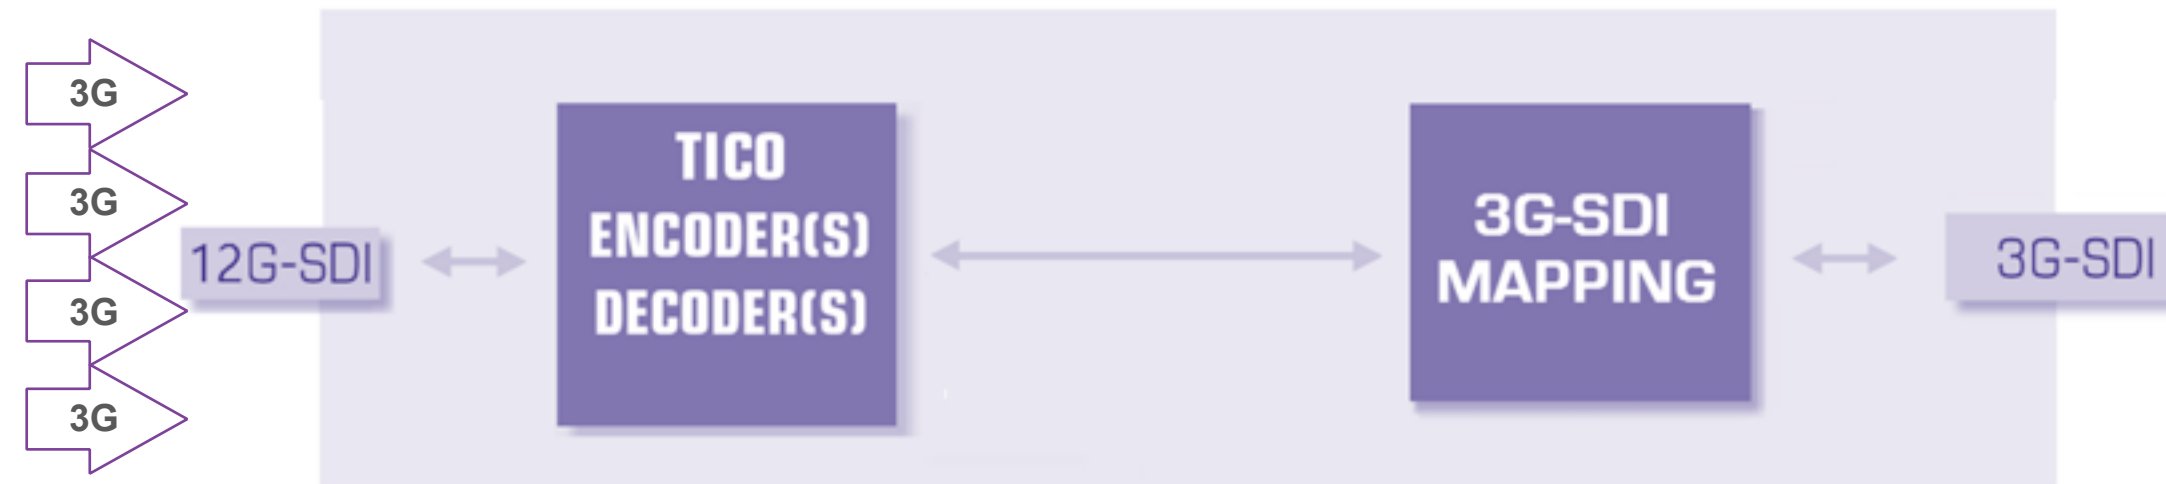 3G
3G
3G
3G
12G-SDI
TICO
ENCODER(S)
DECODER(S)
3G-SDI
MAPPING
3G-SDI